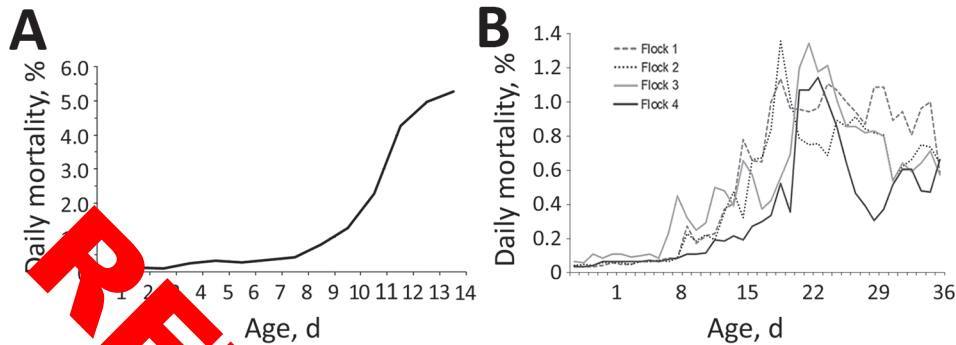 A
Daily mortality, %
6.0
5.0
4.0
3.0
2.0
1 2 3 4 5 6 7 8 9 10 11 12 13 14
Age, d
B
Daily mortality, %
1.4
1.2
1.0
0.8
0.6
0.4
0.2
0
Flock 1
Flock 2
Flock 3
Flock 4
1 8 15 22 29 36
Age, d